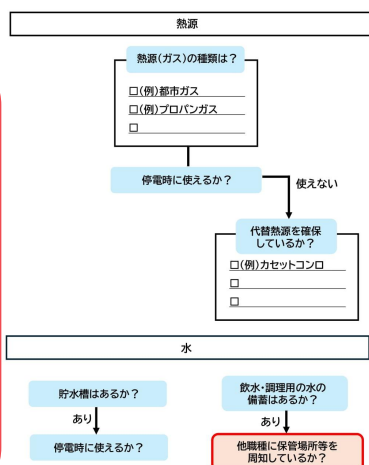 熱源
熱源(ガス)の種類は？
□(例)都市ガス
□(例)プロパンガス
□
停電時に使えるか？
使えない
代替熱源を確保
しているか？
□(例)カセットコンロ
□
□
水
貯水槽はあるか？
あり
停電時に使えるか？
飲水・調理用の水の
備蓄はあるか？
あり
他職種に保管場所等を
周知しているか？